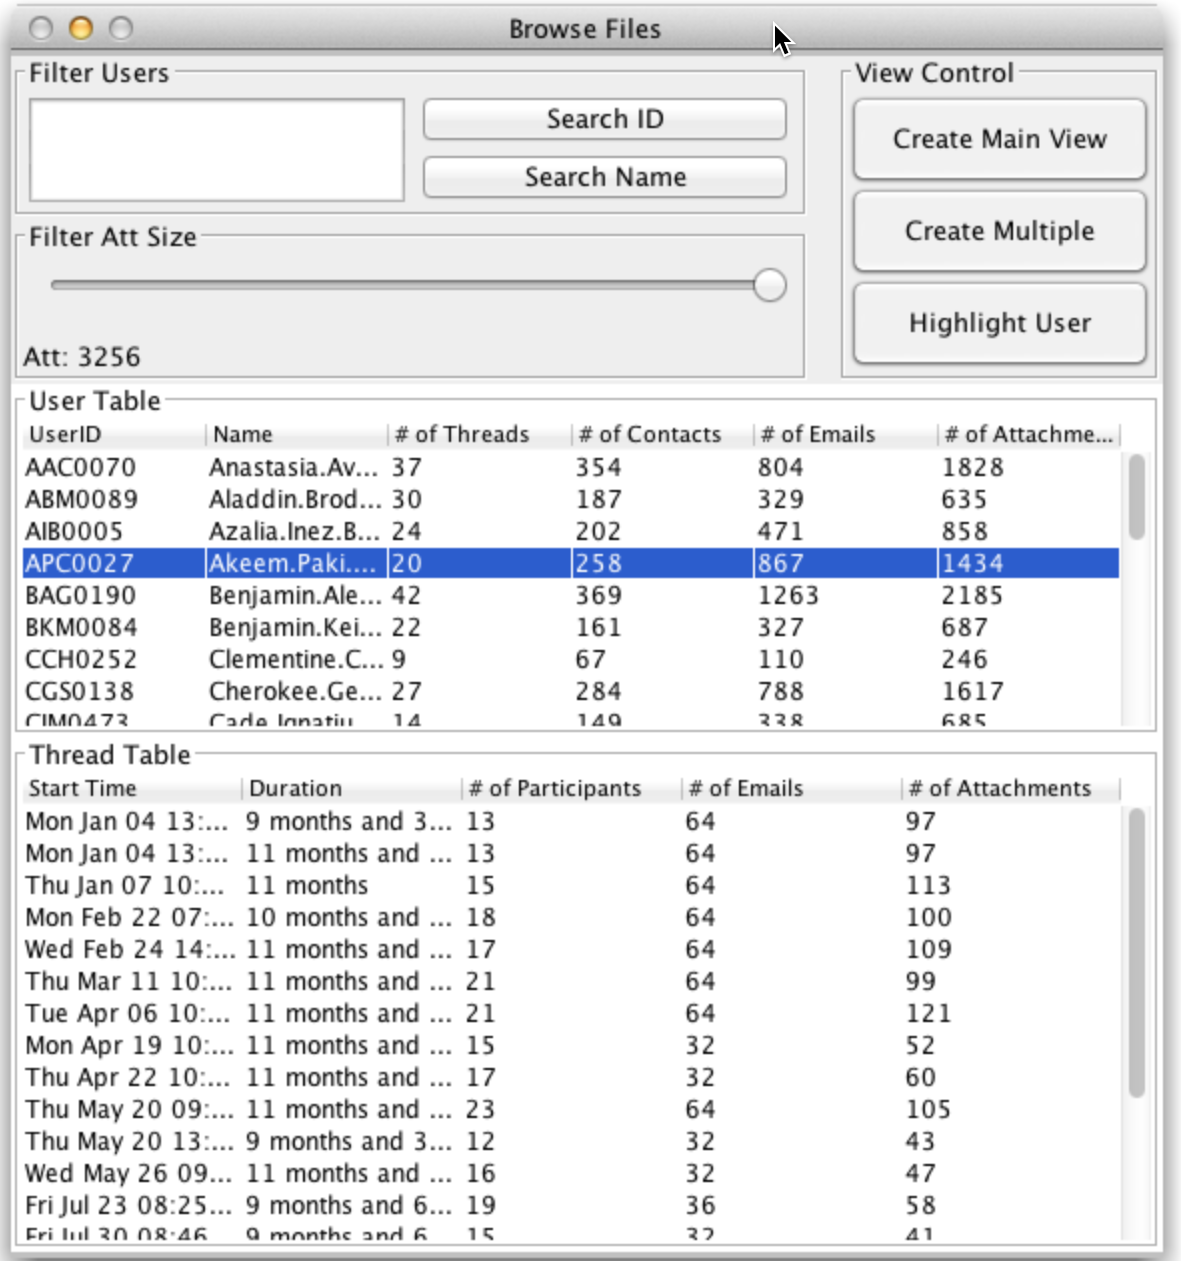 Browse Files
Filter Users
View Control
Search ID
Search Name
Create Main View
Create Multiple
Highlight User
Filter Att Size
Att: 3256
User Table
UserID Name # of Threads # of Contacts # of Emails # of Attachme...
AAC0070 Anastasia.Av... 37 354 804 1828
ABM0089 Aladdin.Brod... 30 187 329 635
AIB0005 Azalia.Inez.B... 24 202 471 858
APC0027 Akeem.Paki.... 20 258 867 1434
BAG0190 Benjamin.Ale... 42 369 1263 2185
BKM0084 Benjamin.Kei... 22 161 327 687
CCH0252 Clementine.C... 9 67 110 246
CGS0138 Cherokee.Ge... 27 284 788 1617
CIM0473 Cade.Ignatiu... 14 149 338 685
Thread Table
Start Time Duration # of Participants # of Emails # of Attachments
Mon Jan 04 13:... 9 months and 3... 13 64 97
Mon Jan 04 13:... 11 months and ... 13 64 97
Thu Jan 07 10:... 11 months 15 64 113
Mon Feb 22 07:... 10 months and ... 18 64 100
Wed Feb 24 14:... 11 months and ... 17 64 109
Thu Mar 11 10:... 11 months and ... 21 64 99
Tue Apr 06 10:... 11 months and ... 21 64 121
Mon Apr 19 10:... 11 months and ... 15 32 52
Thu Apr 22 10:... 11 months and ... 17 32 60
Thu May 20 09:... 11 months and ... 23 64 105
Thu May 20 13:... 9 months and 3... 12 32 43
Wed May 26 09... 11 months and ... 16 32 47
Fri Jul 23 08:25... 9 months and 6... 19 36 58
Fri Jul 30 08:46... 9 months and 6... 15 32 41